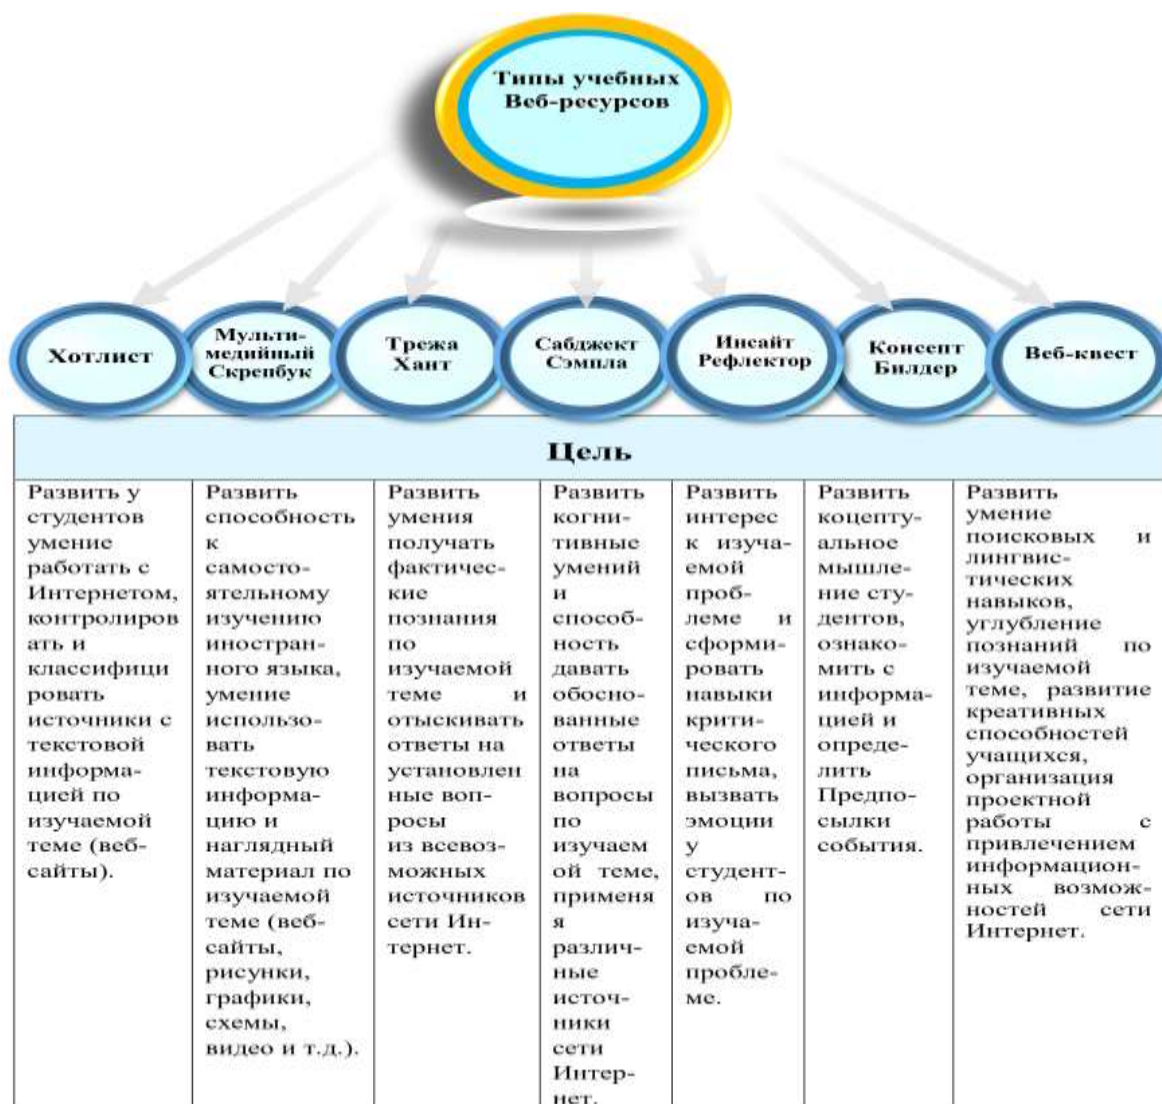 Типы учебных
Веб-ресурсов
Хотлист
Мульти-
медийный
Скрепбук
Трежа
Хант
Сабджект
Сэмпла
Инсайт
Рефлектор
Консепт
Билдер
Веб-квест
Цель
Развить у
студентов
умение
работать с
Интернетом,
контролиров
ать и
классифици
ровать
источники с
текстовой
информа-
цией по
изучаемой
теме (веб-
сайты).
Развить
способность
к
самосто-
ятельному
изучению
иностран-
ного языка,
умение
использо-
вать
текстовую
информа-
цию и
наглядный
материал по
изучаемой
теме (веб-
сайты,
рисунки,
графики,
схемы,
видео и т.д.).
Развить
умения
получать
фактичес-
кие
познания
по
изучаемой
теме и
отыскивать
ответы на
установлен
ные воп-
росы
из всевоз-
можных
источников
сети Ин-
тернет.
Развить
когни-
тивные
умений
и
способ-
ность
давать
обосно-
ванные
ответы
на
вопросы
по
изучаем
ой теме,
применя
я
различ-
ные
источ-
ники
сети
Интер-
нет.
Развить
интерес
к изуча-
емой
проб-
леме и
сформи-
ровать
навыки
крити-
ческого
письма,
вызвать
эмоции
у
студент-
ов по
изуча-
емой
пробле-
ме.
Развить
коцепту-
альное
мышле-
ние сту-
дентов,
ознако-
мить с
информа-
цией и
опреде-
лить
Предпо-
сылки
события.
Развить
умение
поисковых и
лингвис-
тических
навыков,
углубление
познаний по
изучаемой
теме, развитие
креативных
способностей
учащихся,
организация
проектной
работы с
привлечением
информацион-
ных возмож-
ностей сети
Интернет.